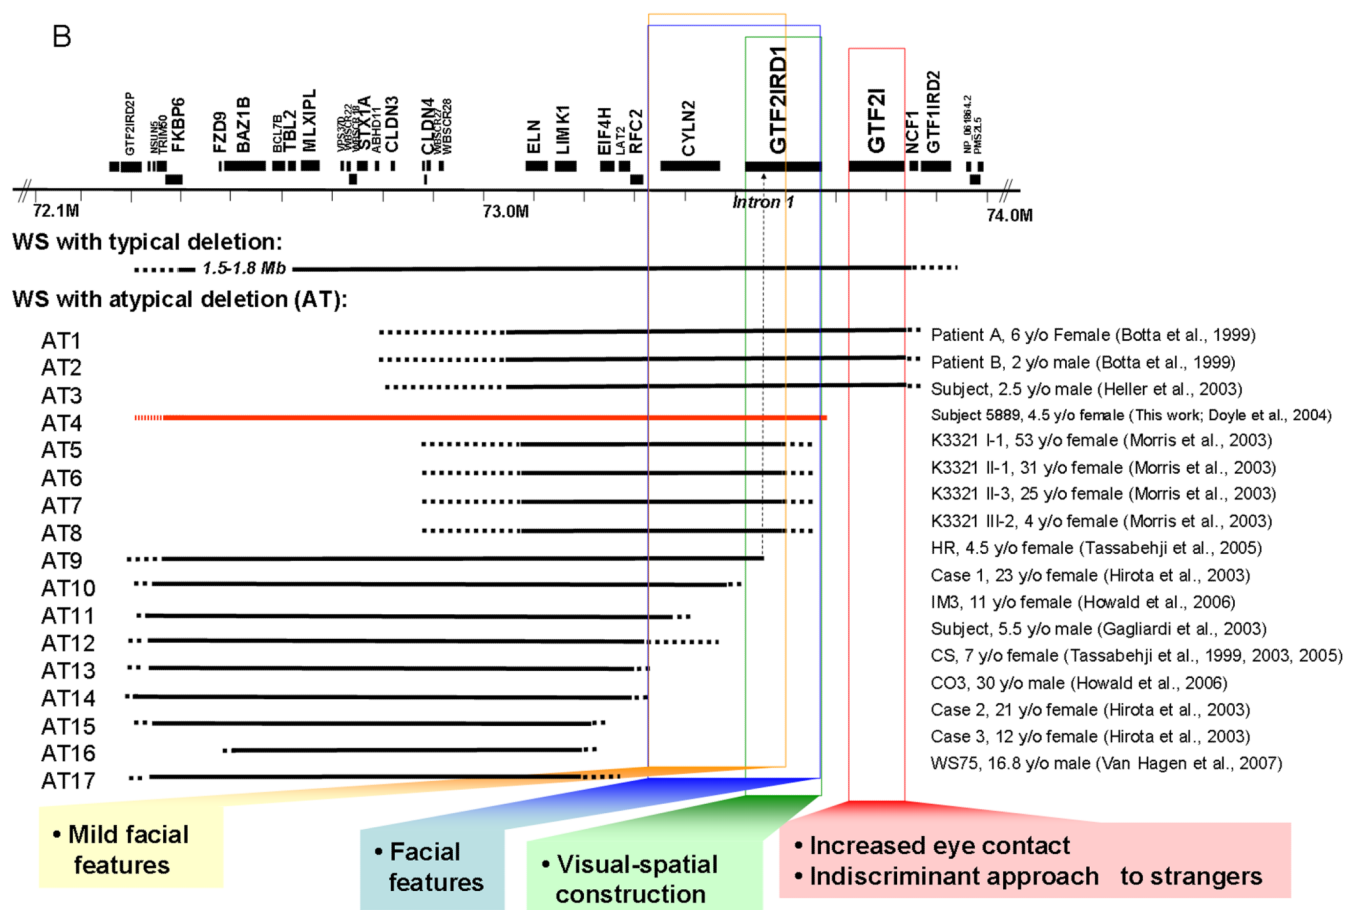 B
GTF2IRD2P
NSUN5
TRIM50
FKBP6
FZD9
BAZ1B
BCL7B
TBL2
MLXIPL
WBSCR22
STX1A
ABHD11
CLDN3
CLDN4
WBSCR27
WBSCR28
ELN
LIMK1
EIF4H
LAT2
RFC2
CYLN2
GTF2IRD1
GTF2I
NCF1
GTF1IRD2
NP_061864.2
PMS2L5
72.1M
73.0M
Intron 1
74.0M
WS with typical deletion:
1.5-1.8 Mb
WS with atypical deletion (AT):
AT1
Patient A, 6 y/o Female (Botta et al., 1999)
AT2
Patient B, 2 y/o male (Botta et al., 1999)
AT3
Subject, 2.5 y/o male (Heller et al., 2003)
AT4
Subject 5889, 4.5 y/o female (This work; Doyle et al., 2004)
AT5
K3321 I-1, 53 y/o female (Morris et al., 2003)
AT6
K3321 II-1, 31 y/o female (Morris et al., 2003)
AT7
K3321 II-3, 25 y/o female (Morris et al., 2003)
AT8
K3321 III-2, 4 y/o female (Morris et al., 2003)
AT9
HR, 4.5 y/o female (Tassabehji et al., 2005)
AT10
Case 1, 23 y/o female (Hirota et al., 2003)
AT11
IM3, 11 y/o female (Howald et al., 2006)
AT12
Subject, 5.5 y/o male (Gagliardi et al., 2003)
AT13
CS, 7 y/o female (Tassabehji et al., 1999, 2003, 2005)
AT14
CO3, 30 y/o male (Howald et al., 2006)
AT15
Case 2, 21 y/o female (Hirota et al., 2003)
AT16
Case 3, 12 y/o female (Hirota et al., 2003)
AT17
WS75, 16.8 y/o male (Van Hagen et al., 2007)
• Mild facial
features
• Facial
features
• Visual-spatial
construction
• Increased eye contact
• Indiscriminant approach to strangers